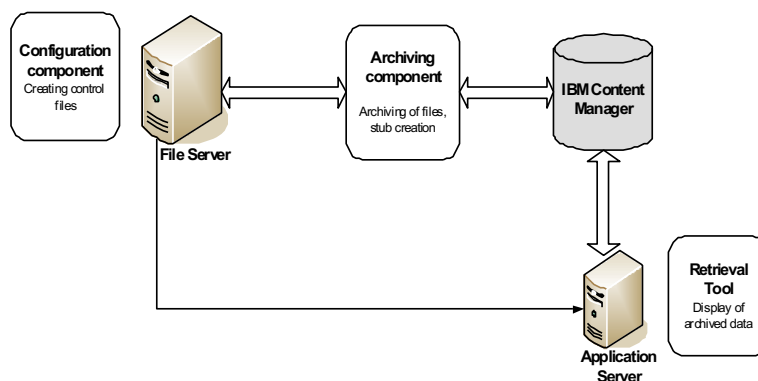 Configuration
component
Creating control
files
File Server
Archiving
component
Archiving of files,
stub creation
IBM Content
Manager
Retrieval
Tool
Display of
archived data
Application
Server